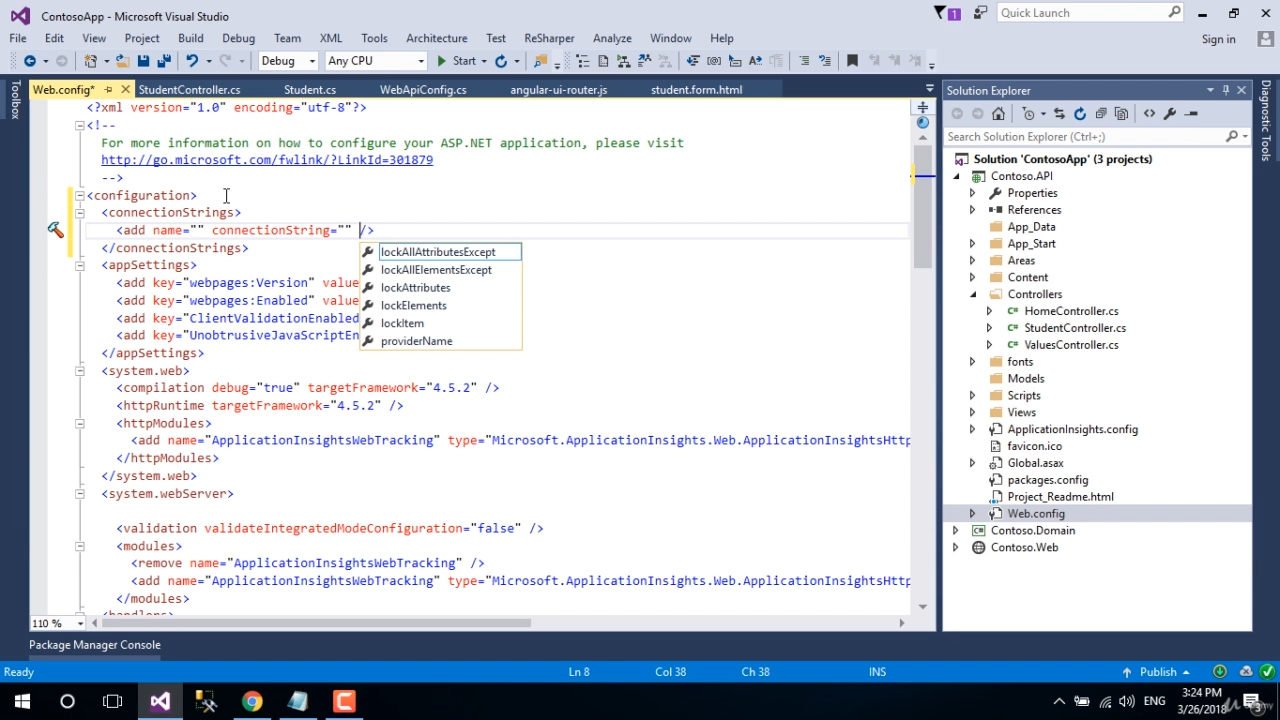 ContosoApp - Microsoft Visual Studio
1
Quick Launch
File Edit View Project Build Debug Team XML Tools Architecture Test ReSharper Analyze Window Help
Sign in
Debug Any CPU Start
Toolbox
Web.config* StudentController.cs Student.cs WebApiConfig.cs angular-ui-router.js student.form.html
<?xml version="1.0" encoding="utf-8"?>
<!--
For more information on how to configure your ASP.NET application, please visit
http://go.microsoft.com/fwlink/?LinkId=301879
-->
<configuration>
<connectionStrings>
<add name="" connectionString="" />
</connectionStrings>
<appSettings>
<add key="webpages:Version" value
<add key="webpages:Enabled" value
<add key="ClientValidationEnabled
<add key="UnobtrusiveJavaScriptEn
</appSettings>
<system.web>
<compilation debug="true" targetFramework="4.5.2" />
<httpRuntime targetFramework="4.5.2" />
<httpModules>
<add name="ApplicationInsightsWebTracking" type="Microsoft.ApplicationInsights.Web.ApplicationInsightsHttp
</httpModules>
</system.web>
<system.webServer>
<validation validateIntegratedModeConfiguration="false" />
<modules>
<remove name="ApplicationInsightsWebTracking" />
<add name="ApplicationInsightsWebTracking" type="Microsoft.ApplicationInsights.Web.ApplicationInsightsHttp
</modules>
<handlers>
lockAllAttributesExcept
lockAllElementsExcept
lockAttributes
lockElements
lockItem
providerName
110 %
Solution Explorer
Search Solution Explorer (Ctrl+;)
Solution 'ContosoApp' (3 projects)
Contoso.API
Properties
References
App_Data
App_Start
Areas
Content
Controllers
HomeController.cs
StudentController.cs
ValuesController.cs
fonts
Models
Scripts
Views
ApplicationInsights.config
favicon.ico
Global.asax
packages.config
Project_Readme.html
Web.config
Contoso.Domain
Contoso.Web
Diagnostic Tools
Package Manager Console
Ready Ln 8 Col 38 Ch 38 INS Publish
ENG
3:24 PM
3/26/2018
3